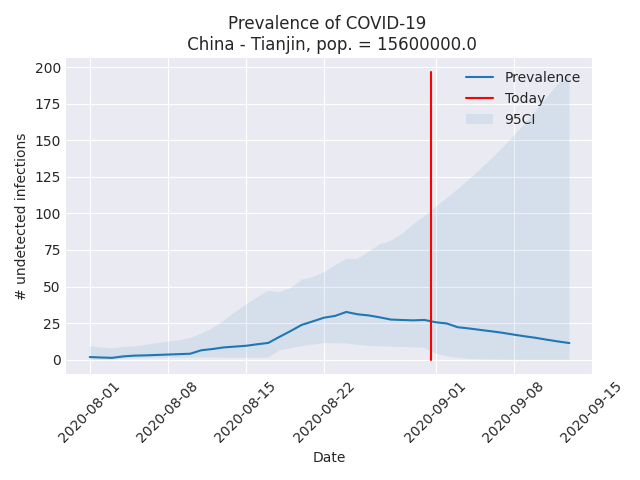 Prevalence of COVID-19
China - Tianjin, pop. = 15600000.0
Prevalence
Today
95CI
200
175
150
125
100
75
50
25
0
# undetected infections
2020-08-01
2020-08-08
2020-08-15
2020-08-22
2020-09-01
2020-09-08
2020-09-15
Date